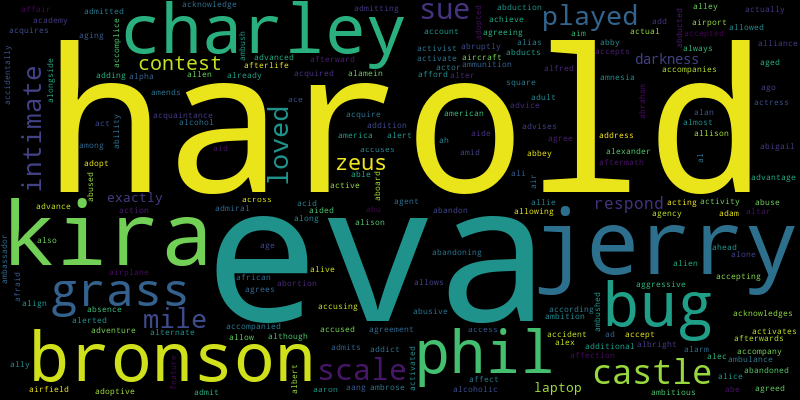 affair admitted acknowledge admitting sue abduction alley actually
academy charley adopted achieve played add airport
acquires accomplice ambush account agreeing aim actual abducted allowed alliance
aging contest advanced afterward activist abruptly alias abby accepts accepted always
accidentally alongside adding alpha allen already afterlife acquired alamein activate aircraft abducts alfred darkness accompanies aged
intimate amends acquaintance alcohol ace acquire afford alter actor ammunition square adult amnesia abraham ago actress
harold
act ability loved america addition alert american advice address alan almost allison
among adopt aid zeus accuses ah aide advises agree alexander abigail
abused exactly able active aboard amid abbey aftermath al advantage
advance action across acid agent ali air allie respond acting activity abuse
kira admiral along aided abo alison abandon allowing agency adam altar
also eva jerry
ambassador age abandoning ahead alone
afraid airplane african alive alien accepting
grass agrees abortion allows aggressive
align absence accusing abusive according bug acknowledges
alerted mile accompanied accused agreement access ambition ambushed activates
adventure alternate allow although phil accident ad accept afterwards
bronson admits addict alex additional albright alarm accompany
ally feature albert scale activated affection alec ambulance
airfield adoptive admit aaron aang ambrose affect alcoholic laptop castle alice abandoned
ambitious abe agreed